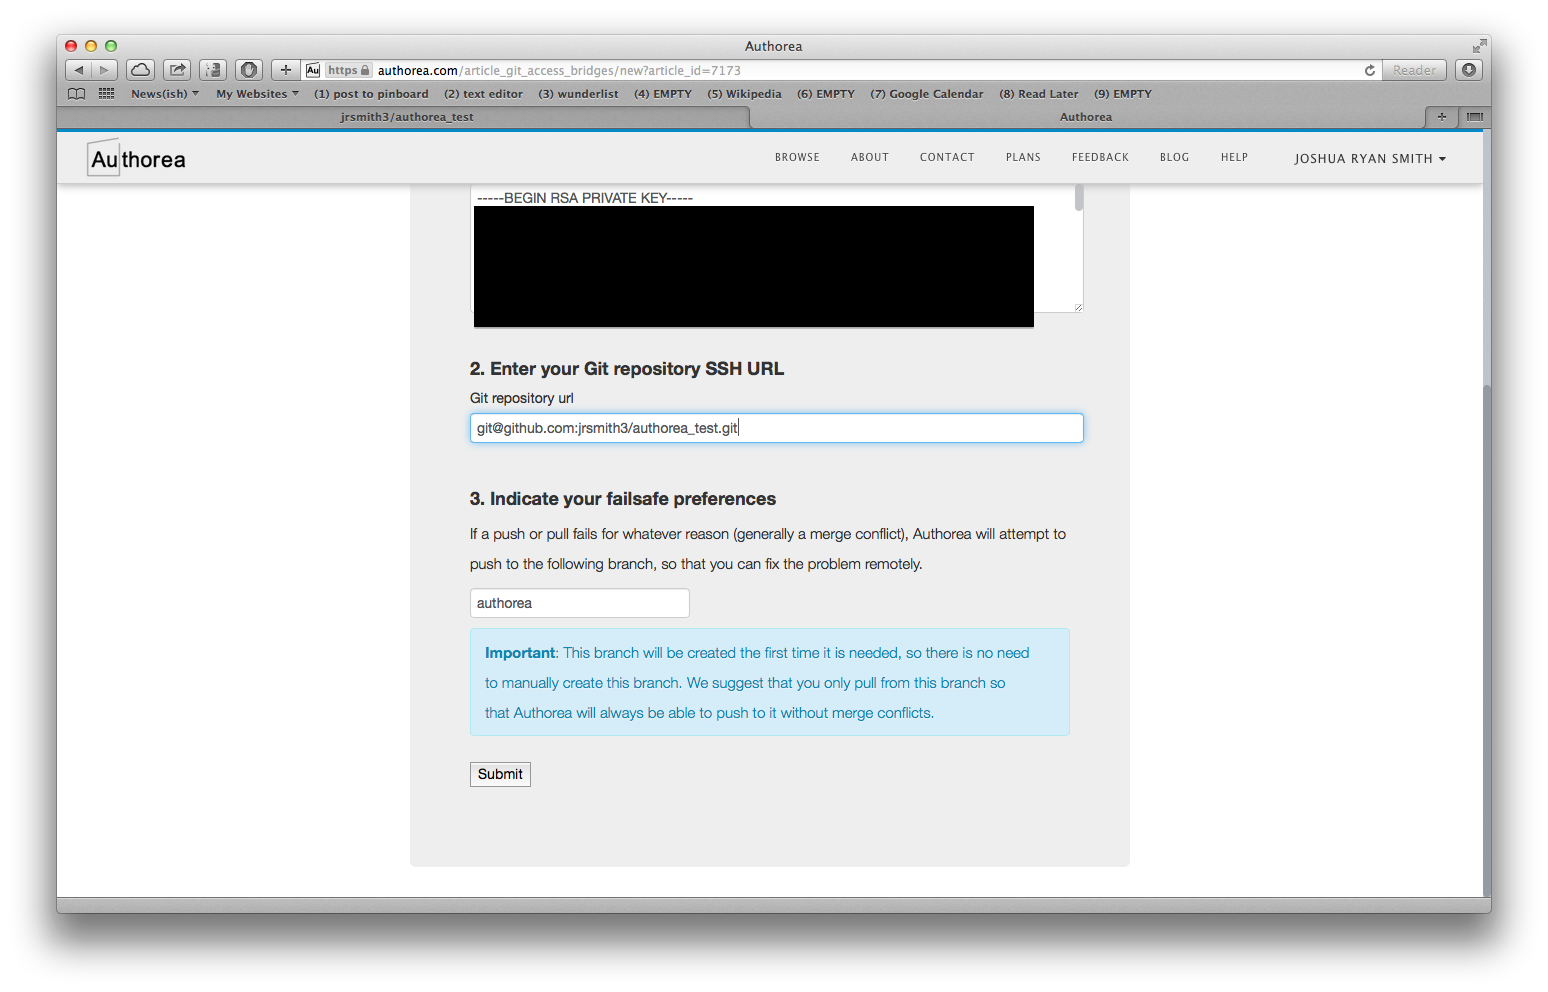 Authorea
Au https authorea.com/article_git_access_bridges/new?article_id=7173 Reader
News(ish) My Websites (1) post to pinboard (2) text editor (3) wunderlist (4) EMPTY (5) Wikipedia (6) EMPTY (7) Google Calendar (8) Read Later (9) EMPTY
jrsmith3/authorea_test Authorea
Authorea BROWSE ABOUT CONTACT PLANS FEEDBACK BLOG HELP JOSHUA RYAN SMITH
-----BEGIN RSA PRIVATE KEY-----
2. Enter your Git repository SSH URL
Git repository url
git@github.com:jrsmith3/authorea_test.git
3. Indicate your failsafe preferences
If a push or pull fails for whatever reason (generally a merge conflict), Authorea will attempt to
push to the following branch, so that you can fix the problem remotely.
authorea
Important: This branch will be created the first time it is needed, so there is no need
to manually create this branch. We suggest that you only pull from this branch so
that Authorea will always be able to push to it without merge conflicts.
Submit